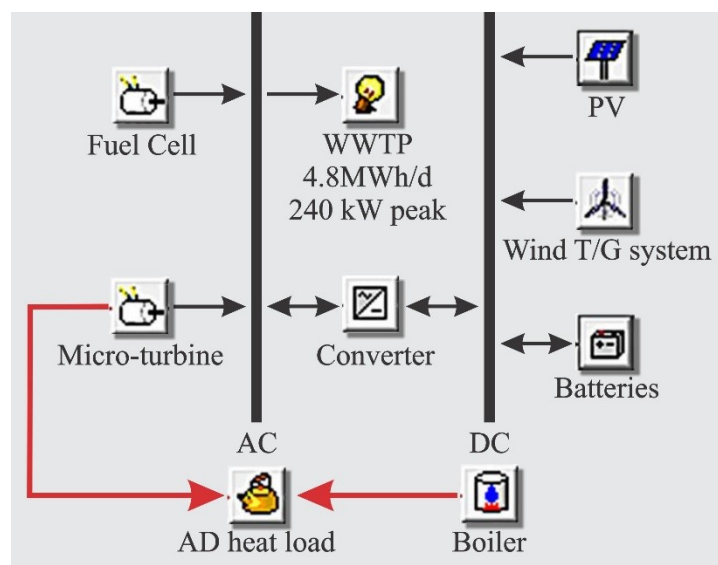 Fuel Cell
WWTP
4.8MWh/d
240 kW peak
PV
Wind T/G system
Micro-turbine
Converter
Batteries
AC
DC
AD heat load
Boiler